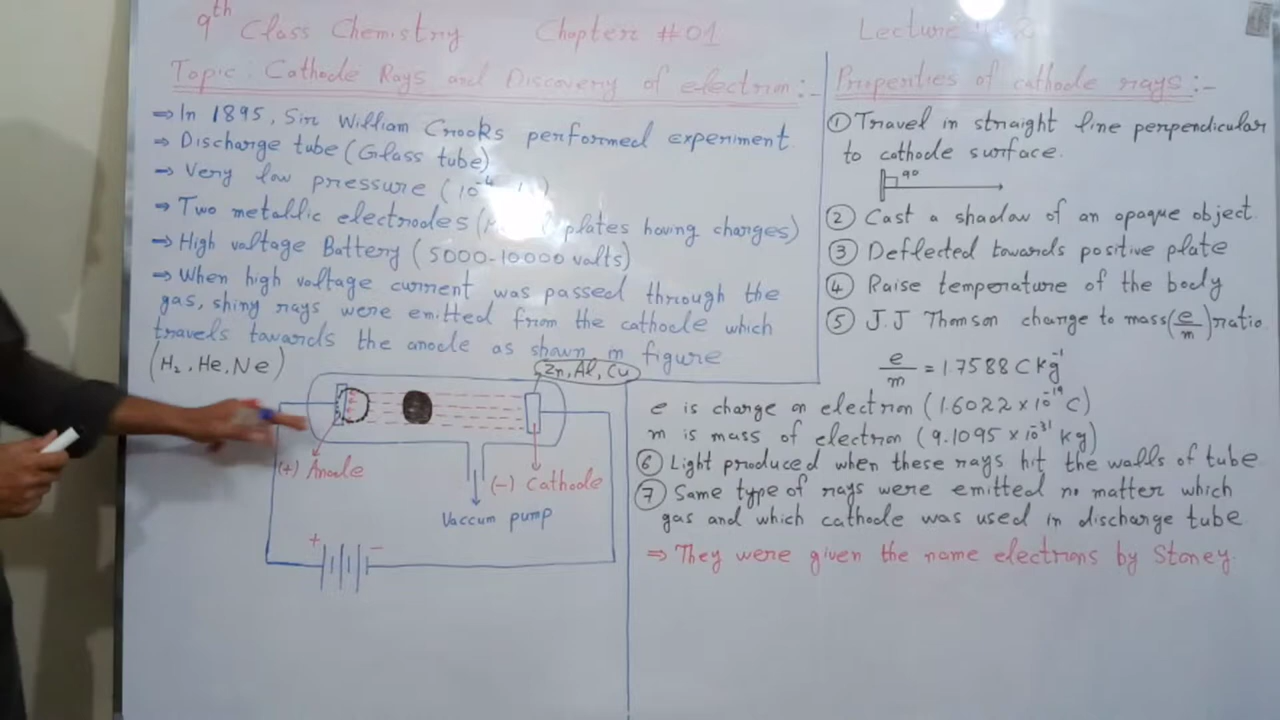 9th Class Chemistry Chapter #01 Lecture
Topic: Cathode Rays and Discovery of electron:-
⇒ In 1895, Sir William Crooks performed experiment
⇒ Discharge tube (Glass tube)
⇒ Very low pressure (10⁻⁴
⇒ Two metallic electrodes ( plates having charges)
⇒ High voltage Battery (5000-10000 volts)
⇒ When high voltage current was passed through the
gas, shiny rays were emitted from the cathode which
travels towards the anode as shown in figure
(H₂, He, Ne)
Zn, Al, Cu
(+) Anode
(-) Cathode
Vaccum pump
+ -
Properties of cathode rays:-
① Travel in straight line perpendicular
to cathode surface.
90
② Cast a shadow of an opaque object.
③ Deflected towards positive plate
④ Raise temperature of the body
⑤ J.J Thomson charge to mass (e/m) ratio
e/m = 1.7588 C kg⁻¹
e is charge on electron (1.6022 × 10⁻¹⁹ C)
m is mass of electron (9.1095 × 10⁻³¹ kg)
⑥ Light produced when these rays hit the walls of tube
⑦ Same type of rays were emitted no matter which
gas and which cathode was used in discharge tube
⇒ They were given the name electrons by Stoney.